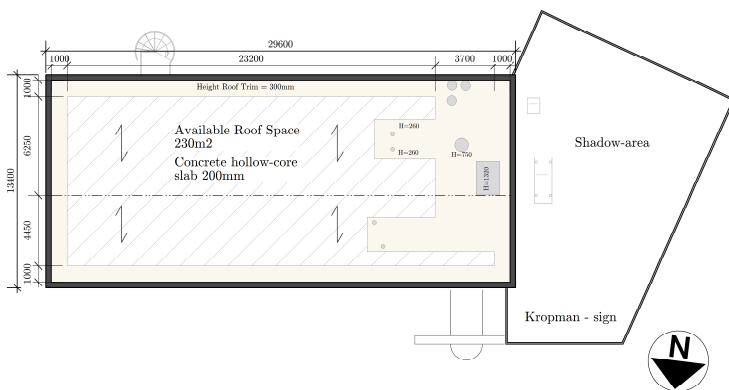 29600
1000
23200
3700
1000
Height Roof Trim = 300mm
1000
6250
13400
4450
1000
Available Roof Space
230m2
Concrete hollow-core
slab 200mm
H=260
H=260
H=750
H=1320
Shadow-area
Kropman - sign
N